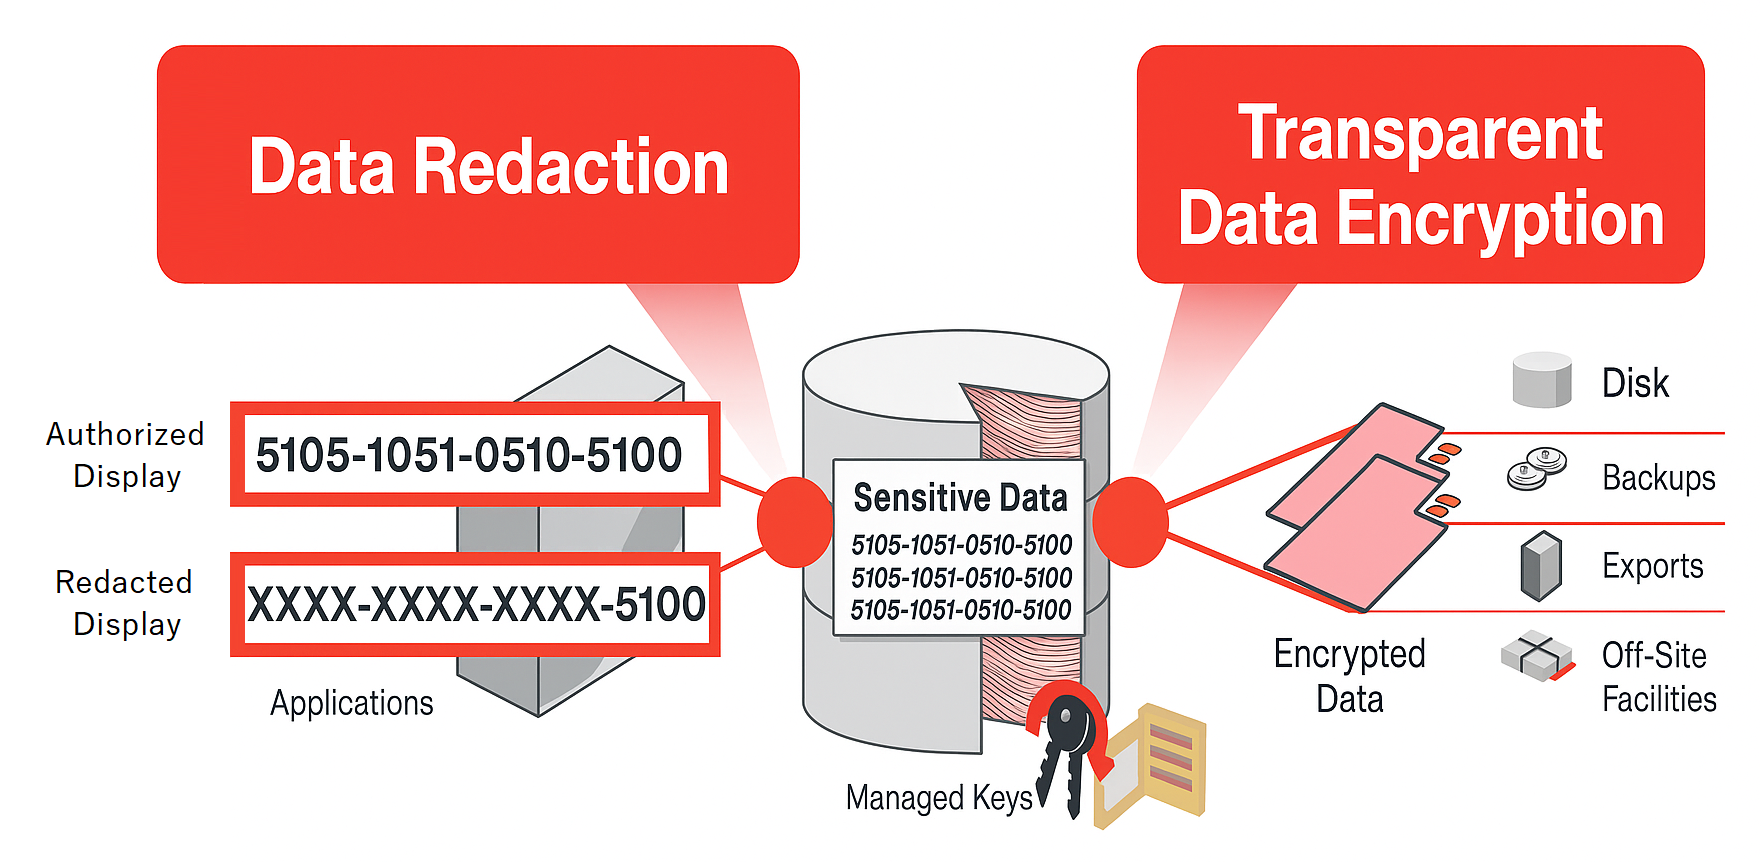 Data Redaction
Transparent
Data Encryption
Authorized
Display
5105-1051-0510-5100
Redacted
Display
XXXX-XXXX-XXXX-5100
Applications
Sensitive Data
5105-1051-0510-5100
5105-1051-0510-5100
5105-1051-0510-5100
Managed Keys
Encrypted
Data
Disk
Backups
Exports
Off-Site
Facilities